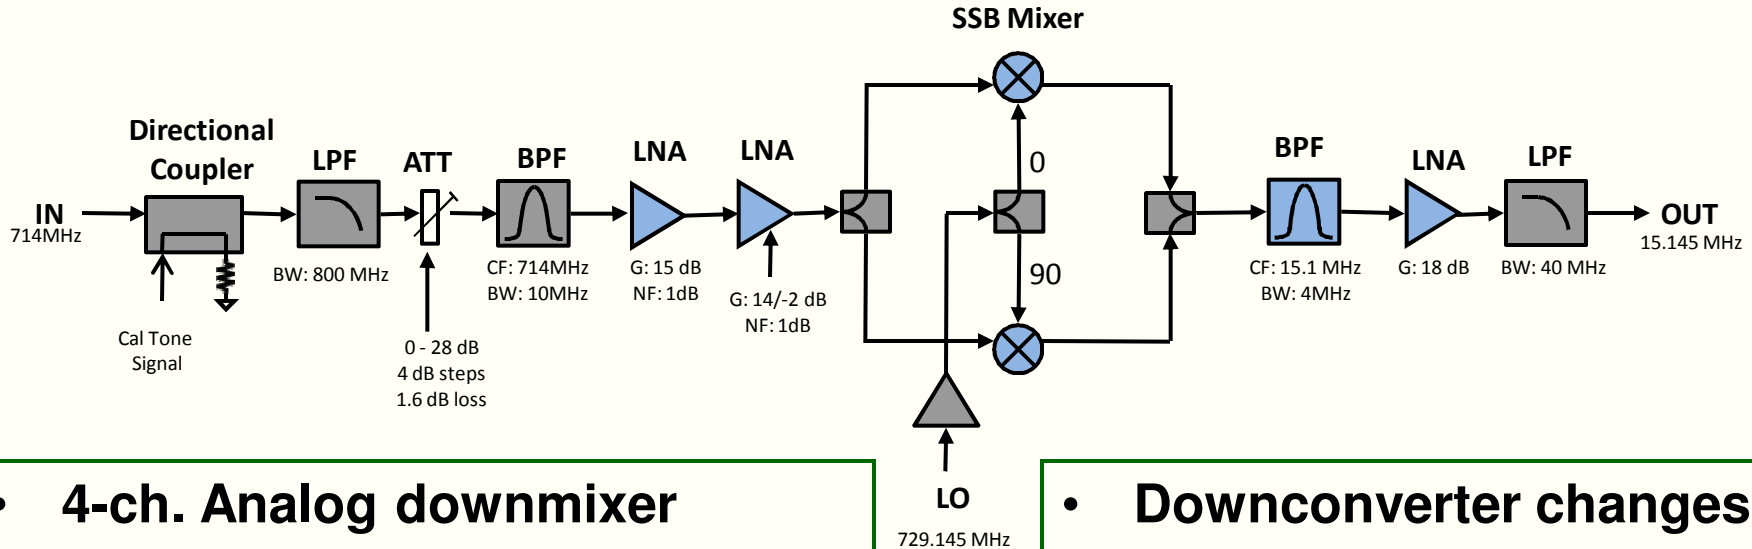 SSB Mixer
Directional
Coupler
LPF
ATT
BPF
LNA
LNA
0
BPF
LNA
LPF
IN
714MHz
OUT
15.145 MHz
BW: 800 MHz
CF: 714MHz
BW: 10MHz
G: 15 dB
NF: 1dB
G: 14/-2 dB
NF: 1dB
90
CF: 15.1 MHz
BW: 4MHz
G: 18 dB
BW: 40 MHz
Cal Tone
Signal
0 - 28 dB
4 dB steps
1.6 dB loss
LO
729.145 MHz
• 4-ch. Analog downmixer
• Downconverter changes